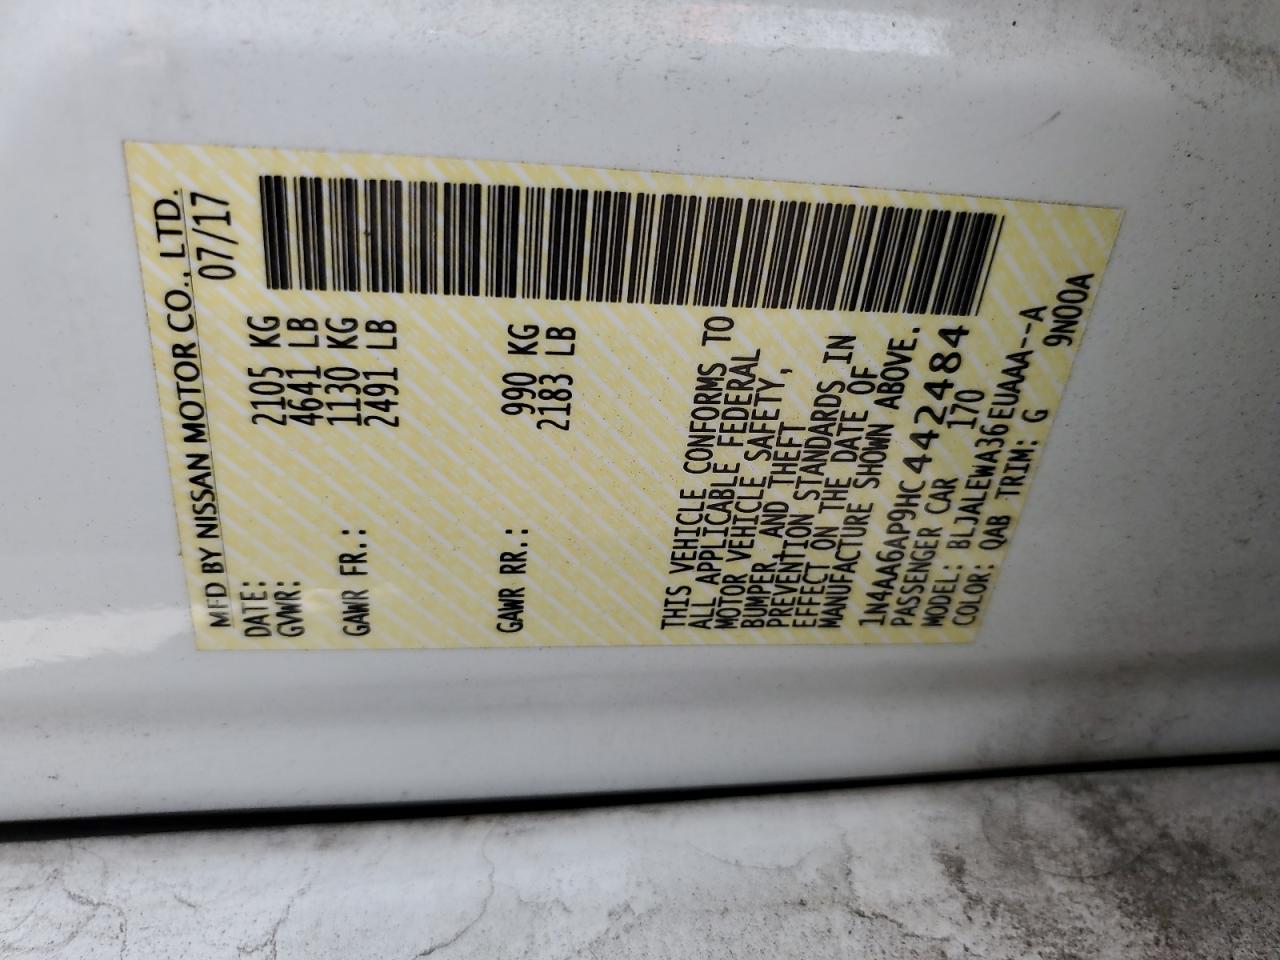 MFD BY NISSAN MOTOR CO., LTD.
DATE: 07/17
GVWR: 2105 KG
4641 LB
GAWR FR.: 1130 KG
2491 LB
GAWR RR.: 990 KG
2183 LB
THIS VEHICLE CONFORMS TO
ALL APPLICABLE FEDERAL
MOTOR VEHICLE SAFETY,
BUMPER, AND THEFT
PREVENTION STANDARDS IN
EFFECT ON THE DATE OF
MANUFACTURE SHOWN ABOVE.
1N4AA6AP9HC442484
PASSENGER CAR 170
MODEL: BLJALEWA36EUAAA--A
COLOR: QAB TRIM: G 9N00A